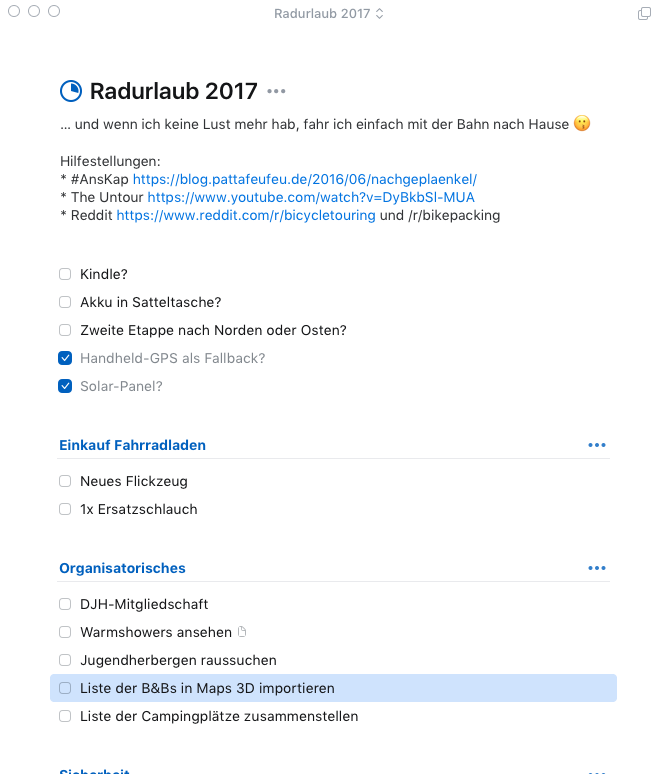 Radurlaub 2017
Radurlaub 2017
... und wenn ich keine Lust mehr hab, fahr ich einfach mit der Bahn nach Hause 😗
Hilfestellungen:
* #AnsKap https://blog.pattafeufeu.de/2016/06/nachgeplaenkel/
* The Untour https://www.youtube.com/watch?v=DyBkbSl-MUA
* Reddit https://www.reddit.com/r/bicycletouring und /r/bikepacking
Kindle?
Akku in Satteltasche?
Zweite Etappe nach Norden oder Osten?
Handheld-GPS als Fallback?
Solar-Panel?
Einkauf Fahrradladen
Neues Flickzeug
1x Ersatzschlauch
Organisatorisches
DJH-Mitgliedschaft
Warmshowers ansehen
Jugendherbergen raussuchen
Liste der B&Bs in Maps 3D importieren
Liste der Campingplätze zusammenstellen
Sicherheit